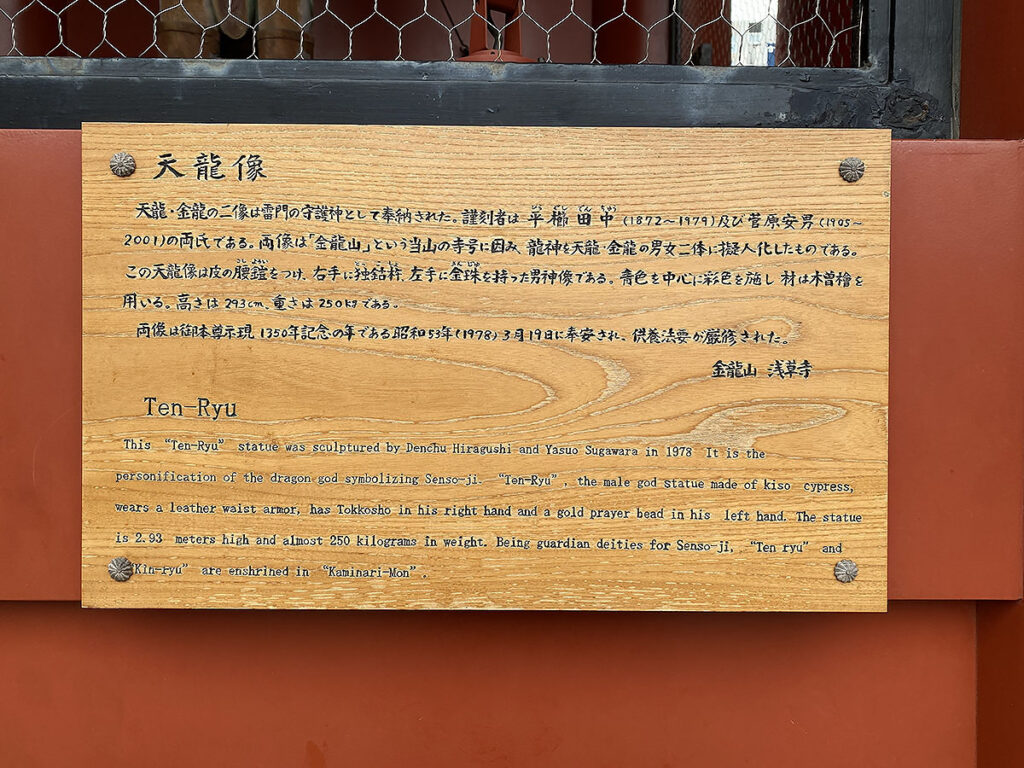 天龍像
天龍・金龍の二像は雷門の守護神として奉納された。謹刻者は平櫛田中(1872~1979)及び菅原安男(1905~
2001)の両氏である。両像は「金龍山」という当山の寺号に因み、龍神を天龍・金龍の男女二体に擬人化したものである。
この天龍像は皮の腰鎧をつけ、右手に独鈷杵、左手に金珠を持った男神像である。青色を中心に彩色を施し 材は木曽檜を
用いる。高さは293cm、重さは250kgである。
両像は御本尊示現1350年記念の年である昭和53年(1978)3月19日に奉安され、供養法要が厳修された。
金龍山 浅草寺
Ten-Ryu
This “Ten-Ryu” statue was sculptured by Denchu Hiragushi and Yasuo Sugawara in 1978 It is the
personification of the dragon god symbolizing Senso-ji. “Ten-Ryu”, the male god statue made of kiso cypress,
wears a leather waist armor, has Tokkosho in his right hand and a gold prayer bead in his left hand. The statue
is 2.93 meters high and almost 250 kilograms in weight. Being guardian deities for Senso-ji, “Ten ryu” and
Kin-ryu” are enshrined in “Kaminari-Mon”.